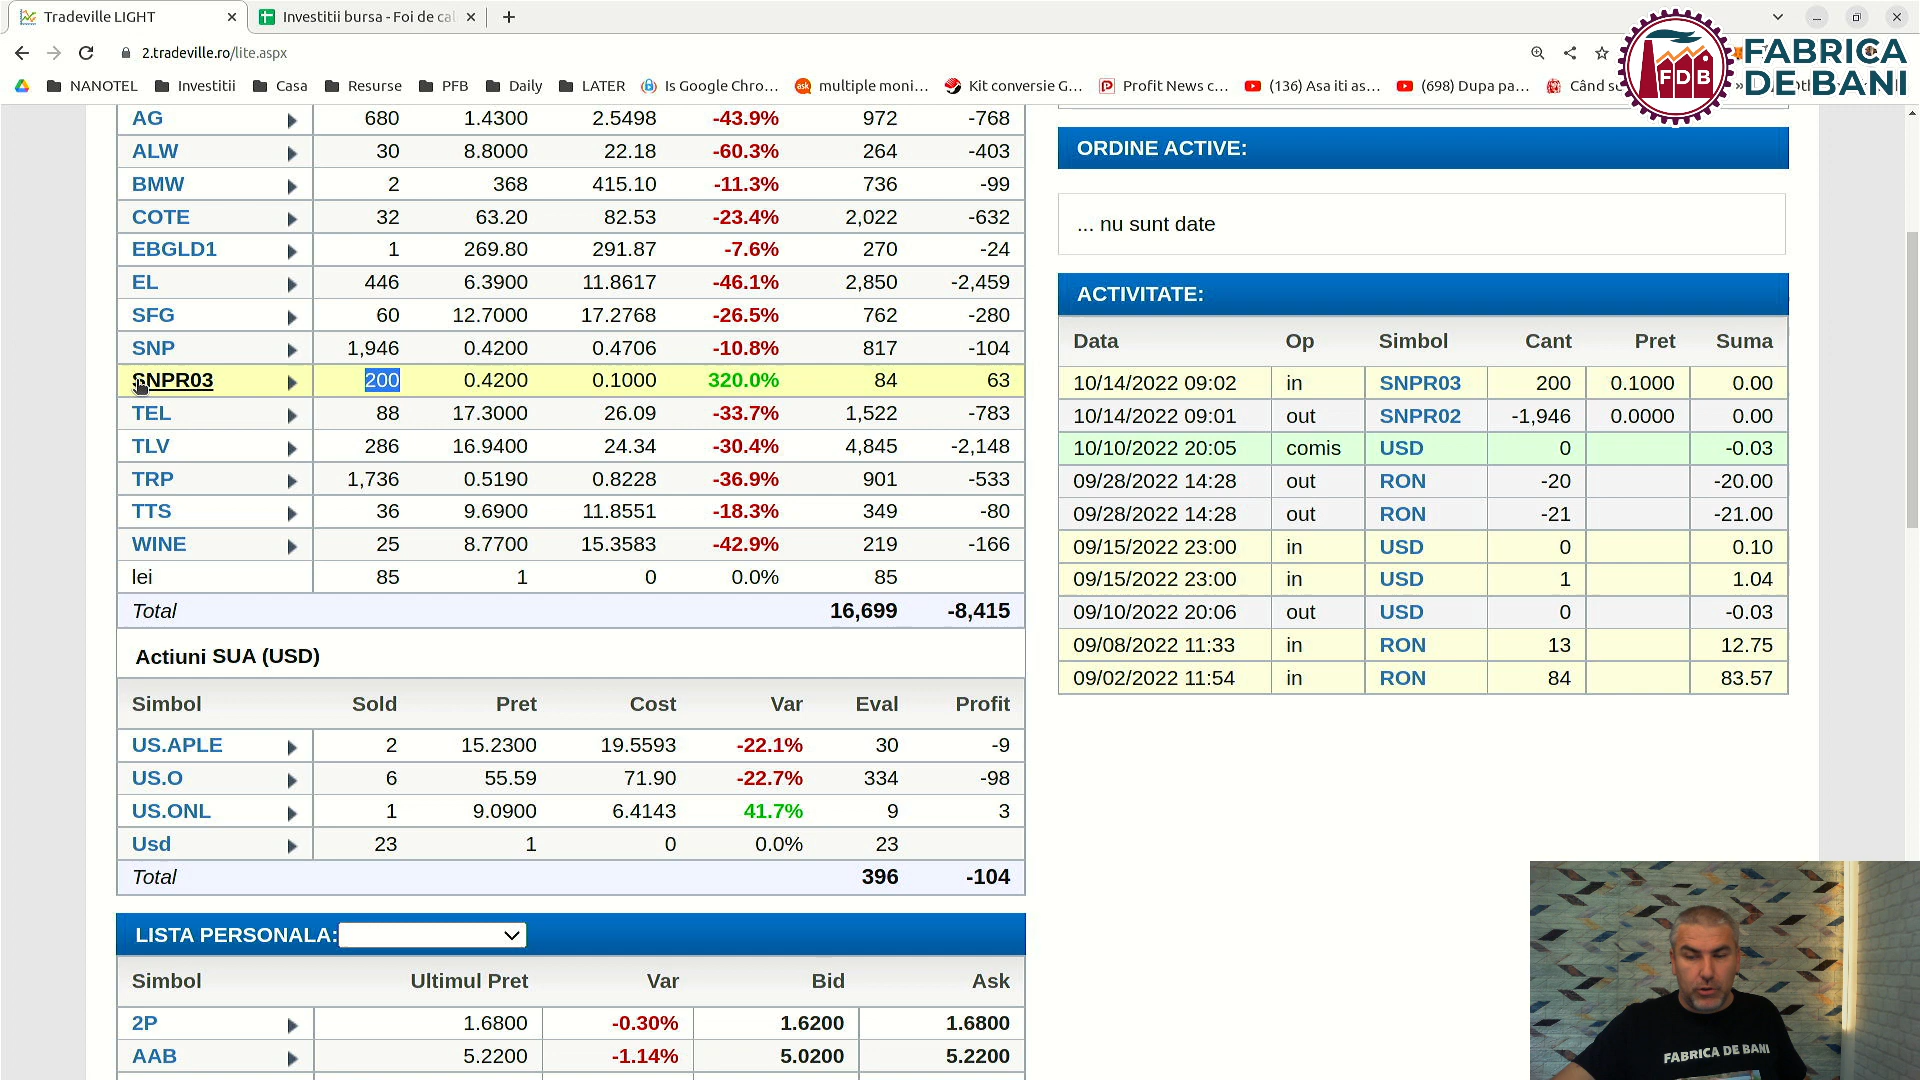 Tradeville LIGHT
Investitii bursa - Foi de cal
2.tradeville.ro/lite.aspx
NANOTEL
Investitii
Casa
Resurse
PFB
Daily
LATER
Is Google Chro...
ask
multiple moni...
Kit conversie G...
Profit News c...
(136) Asa iti as...
(698) Dupa pa...
Când s
FDB
FABRICA
DE BANI
AG 680 1.4300 2.5498 -43.9% 972 -768
ALW 30 8.8000 22.18 -60.3% 264 -403
BMW 2 368 415.10 -11.3% 736 -99
COTE 32 63.20 82.53 -23.4% 2,022 -632
EBGLD1 1 269.80 291.87 -7.6% 270 -24
EL 446 6.3900 11.8617 -46.1% 2,850 -2,459
SFG 60 12.7000 17.2768 -26.5% 762 -280
SNP 1,946 0.4200 0.4706 -10.8% 817 -104
SNPR03 200 0.4200 0.1000 320.0% 84 63
TEL 88 17.3000 26.09 -33.7% 1,522 -783
TLV 286 16.9400 24.34 -30.4% 4,845 -2,148
TRP 1,736 0.5190 0.8228 -36.9% 901 -533
TTS 36 9.6900 11.8551 -18.3% 349 -80
WINE 25 8.7700 15.3583 -42.9% 219 -166
lei 85 1 0 0.0% 85
Total 16,699 -8,415
Actiuni SUA (USD)
Simbol Sold Pret Cost Var Eval Profit
US.APLE 2 15.2300 19.5593 -22.1% 30 -9
US.O 6 55.59 71.90 -22.7% 334 -98
US.ONL 1 9.0900 6.4143 41.7% 9 3
Usd 23 1 0 0.0% 23
Total 396 -104
LISTA PERSONALA:
Simbol Ultimul Pret Var Bid Ask
2P 1.6800 -0.30% 1.6200 1.6800
AAB 5.2200 -1.14% 5.0200 5.2200
ORDINE ACTIVE:
... nu sunt date
ACTIVITATE:
Data Op Simbol Cant Pret Suma
10/14/2022 09:02 in SNPR03 200 0.1000 0.00
10/14/2022 09:01 out SNPR02 -1,946 0.0000 0.00
10/10/2022 20:05 comis USD 0 -0.03
09/28/2022 14:28 out RON -20 -20.00
09/28/2022 14:28 out RON -21 -21.00
09/15/2022 23:00 in USD 0 0.10
09/15/2022 23:00 in USD 1 1.04
09/10/2022 20:06 out USD 0 -0.03
09/08/2022 11:33 in RON 13 12.75
09/02/2022 11:54 in RON 84 83.57
FABRICA DE BANI